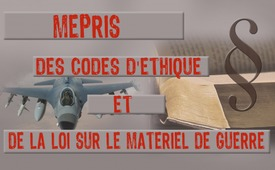 MEPRIS
DES CODES D'ETHIQUE
ET
DE LA LOI SUR LE MATERIEL DE GUERRE
§